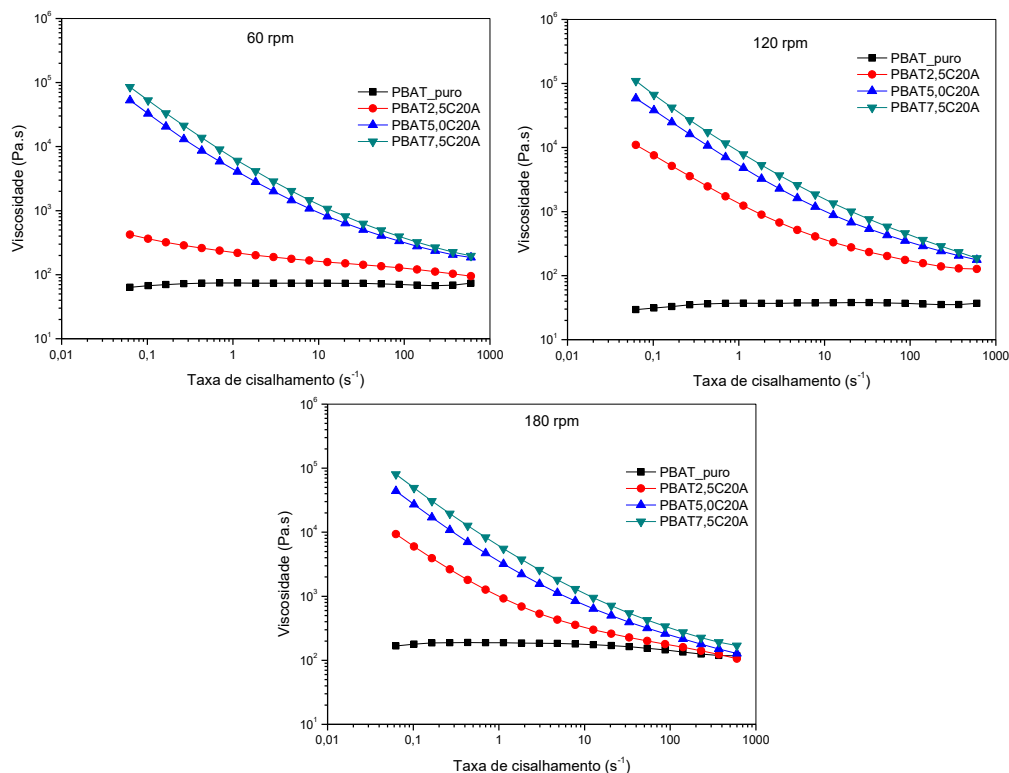 60 rpm
PBAT_puro
PBAT2,5C20A
PBAT5,0C20A
PBAT7,5C20A
Viscosidade (Pa.s)
10^6
10^5
10^4
10^3
10^2
10^1
0,01 0,1 1 10 100 1000
Taxa de cisalhamento (s^-1)
120 rpm
PBAT_puro
PBAT2,5C20A
PBAT5,0C20A
PBAT7,5C20A
Viscosidade (Pa.s)
10^6
10^5
10^4
10^3
10^2
10^1
0,01 0,1 1 10 100 1000
Taxa de cisalhamento (s^-1)
180 rpm
PBAT_puro
PBAT2,5C20A
PBAT5,0C20A
PBAT7,5C20A
Viscosidade (Pa.s)
10^6
10^5
10^4
10^3
10^2
10^1
0,01 0,1 1 10 100 1000
Taxa de cisalhamento (s^-1)